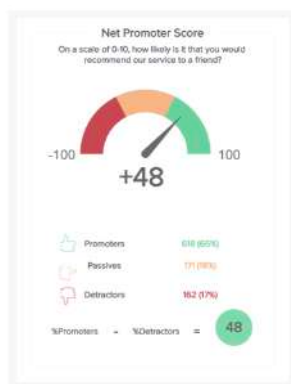 Net Promoter Score
On a scale of 0-10, how likely is it that you would
recommend our service to a friend?
-100
100
+48
Promoters 618 (65%)
Passives 171 (18%)
Detractors 162 (17%)
%Promoters - %Detractors = 48